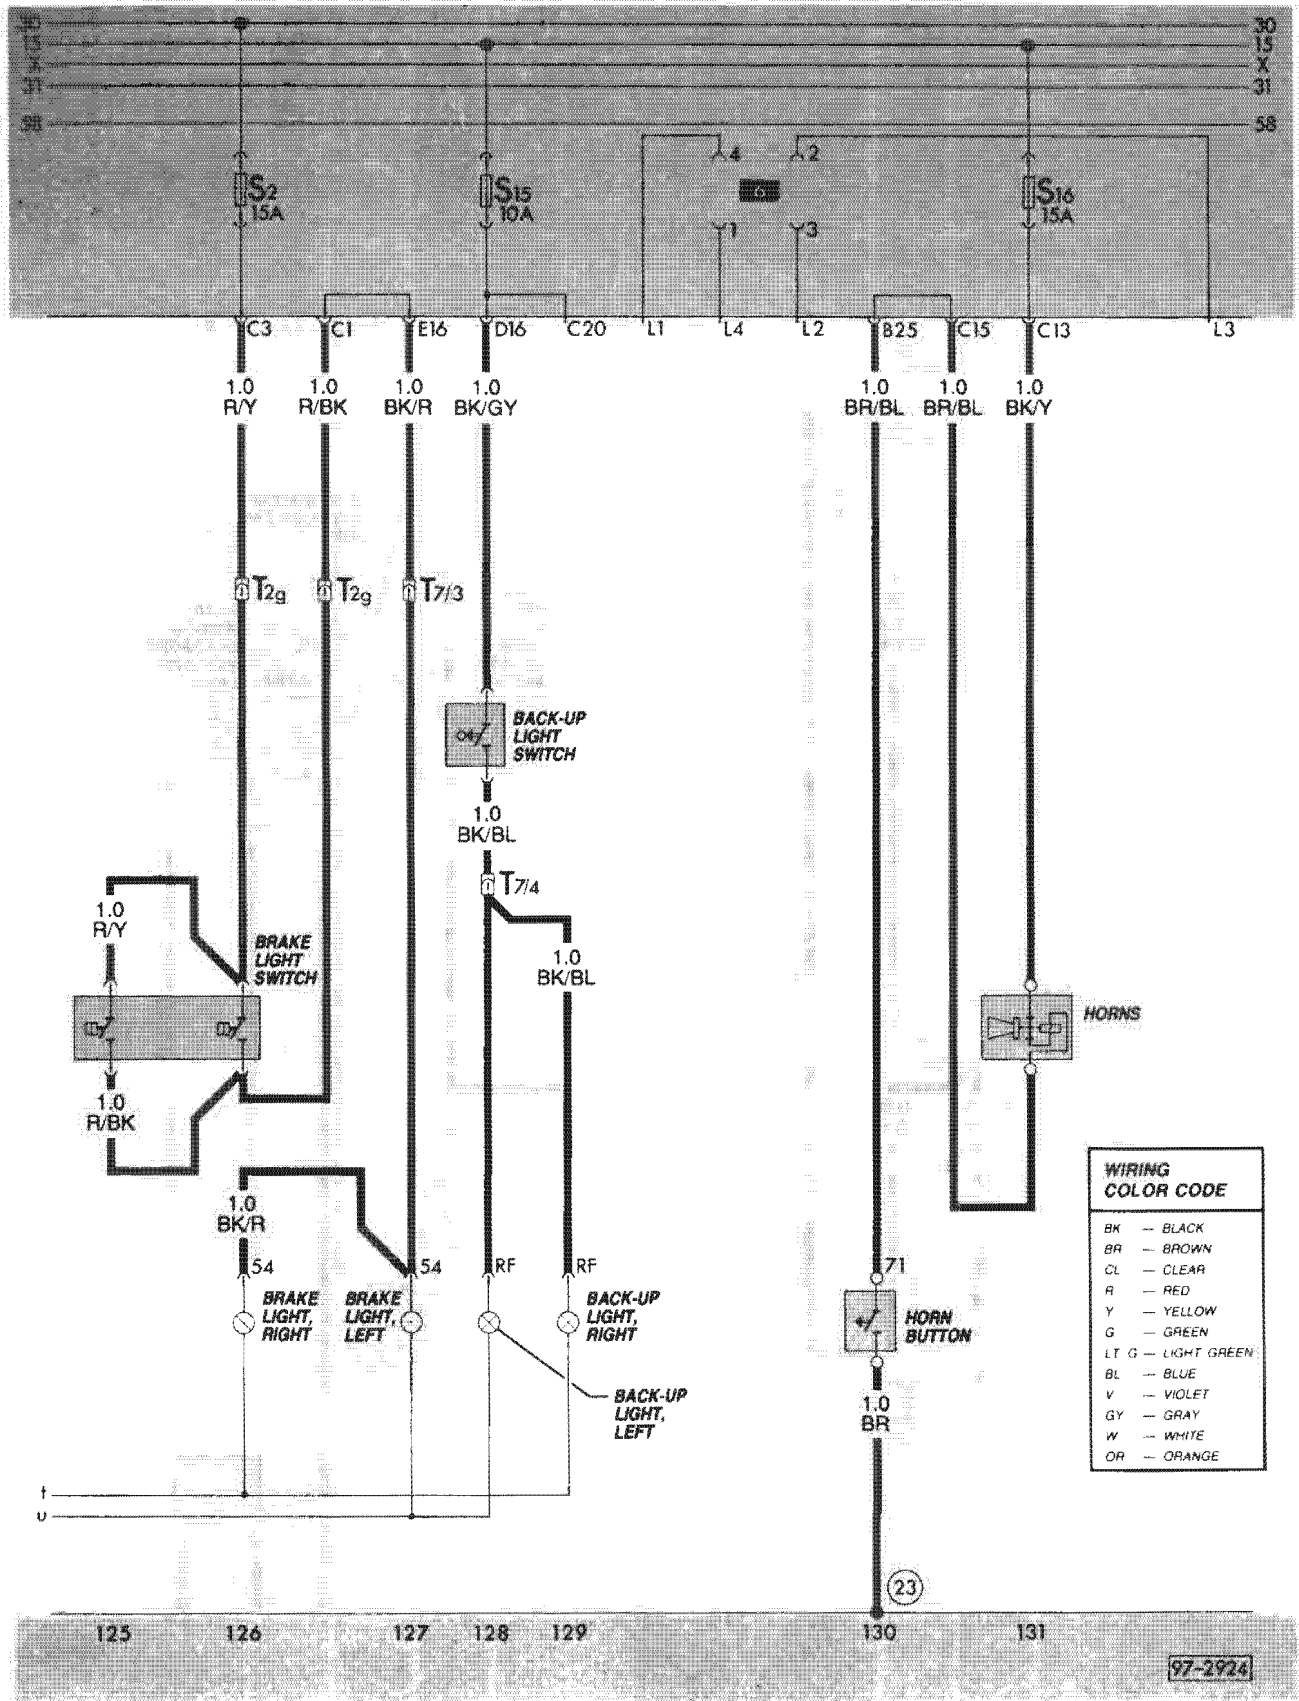 30 30
15 15
X X
31 31
58 58
4 2
S2 15A
S15 10A
6
S16 15A
1 3
C3 C1 E16 D16 C20 L1 L4 L2 B25 C15 C13 L3
1.0 1.0 1.0 1.0 1.0 1.0 1.0
R/Y R/BK BK/R BK/GY BR/BL BR/BL BK/Y
T2g T2g T7/3
BACK-UP
LIGHT
SWITCH
1.0
BK/BL
T7/4
1.0
R/Y
BRAKE
LIGHT
SWITCH
1.0
BK/BL
HORNS
1.0
R/BK
1.0
BK/R
54 54 RF RF 71
BRAKE
LIGHT,
RIGHT
BRAKE
LIGHT,
LEFT
BACK-UP
LIGHT,
RIGHT
HORN
BUTTON
BACK-UP
LIGHT,
LEFT
1.0
BR
WIRING
COLOR CODE
BK — BLACK
BR — BROWN
CL — CLEAR
R — RED
Y — YELLOW
G — GREEN
LT G — LIGHT GREEN
BL — BLUE
V — VIOLET
GY — GRAY
W — WHITE
OR — ORANGE
t
u
23
125 126 127 128 129 130 131
97-2924